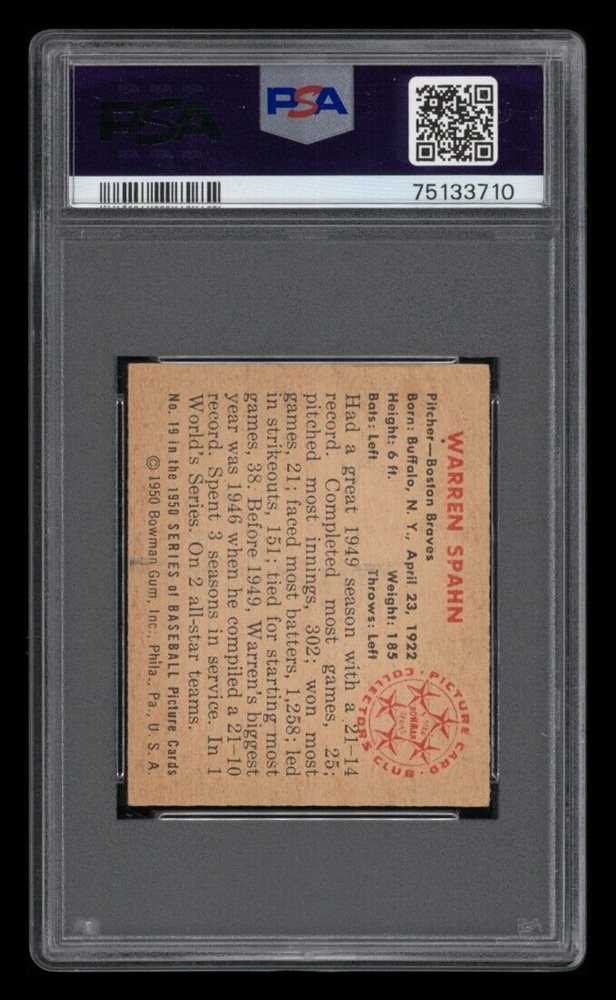 PSA
PSA
75133710
WARREN SPAHN
Pitcher—Boston Braves
Born: Buffalo, N. Y., April 23, 1922
Height: 6 ft. Weight: 185
Bats: Left Throws: Left
PICTURE CARD
COLLECTORS CLUB
5 STAR
BOWMAN
Had a great 1949 season with a 21-14
record. Completed most games, 25;
pitched most innings, 302; won most
games, 21; faced most batters, 1,258; led
in strikeouts, 151; tied for starting most
games, 38. Before 1949, Warren's biggest
year was 1946 when he complled a 21-10
record. Spent 3 seasons in service. In 1
World's Series. On 2 all-star teams.
No. 19 in the 1950 SERIES of BASEBALL Picture Cards
© 1950 Bowman Gum, Inc., Phila., Pa., U. S. A.